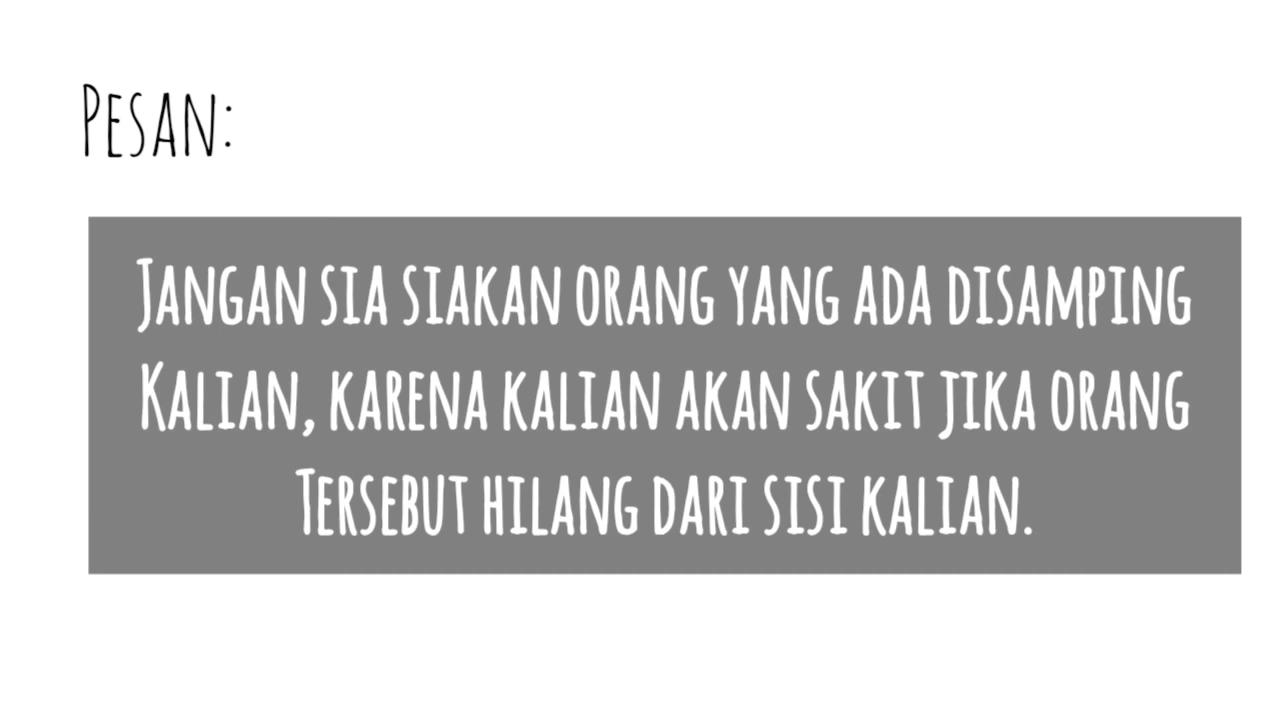 Pesan:
Jangan sia siakan orang yang ada disamping
Kalian, karena kalian akan sakit jika orang
Tersebut hilang dari sisi kalian.